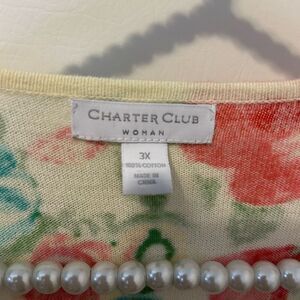 CHARTER CLUB
WOMAN
3X
100% COTTON
MADE IN
CHINA